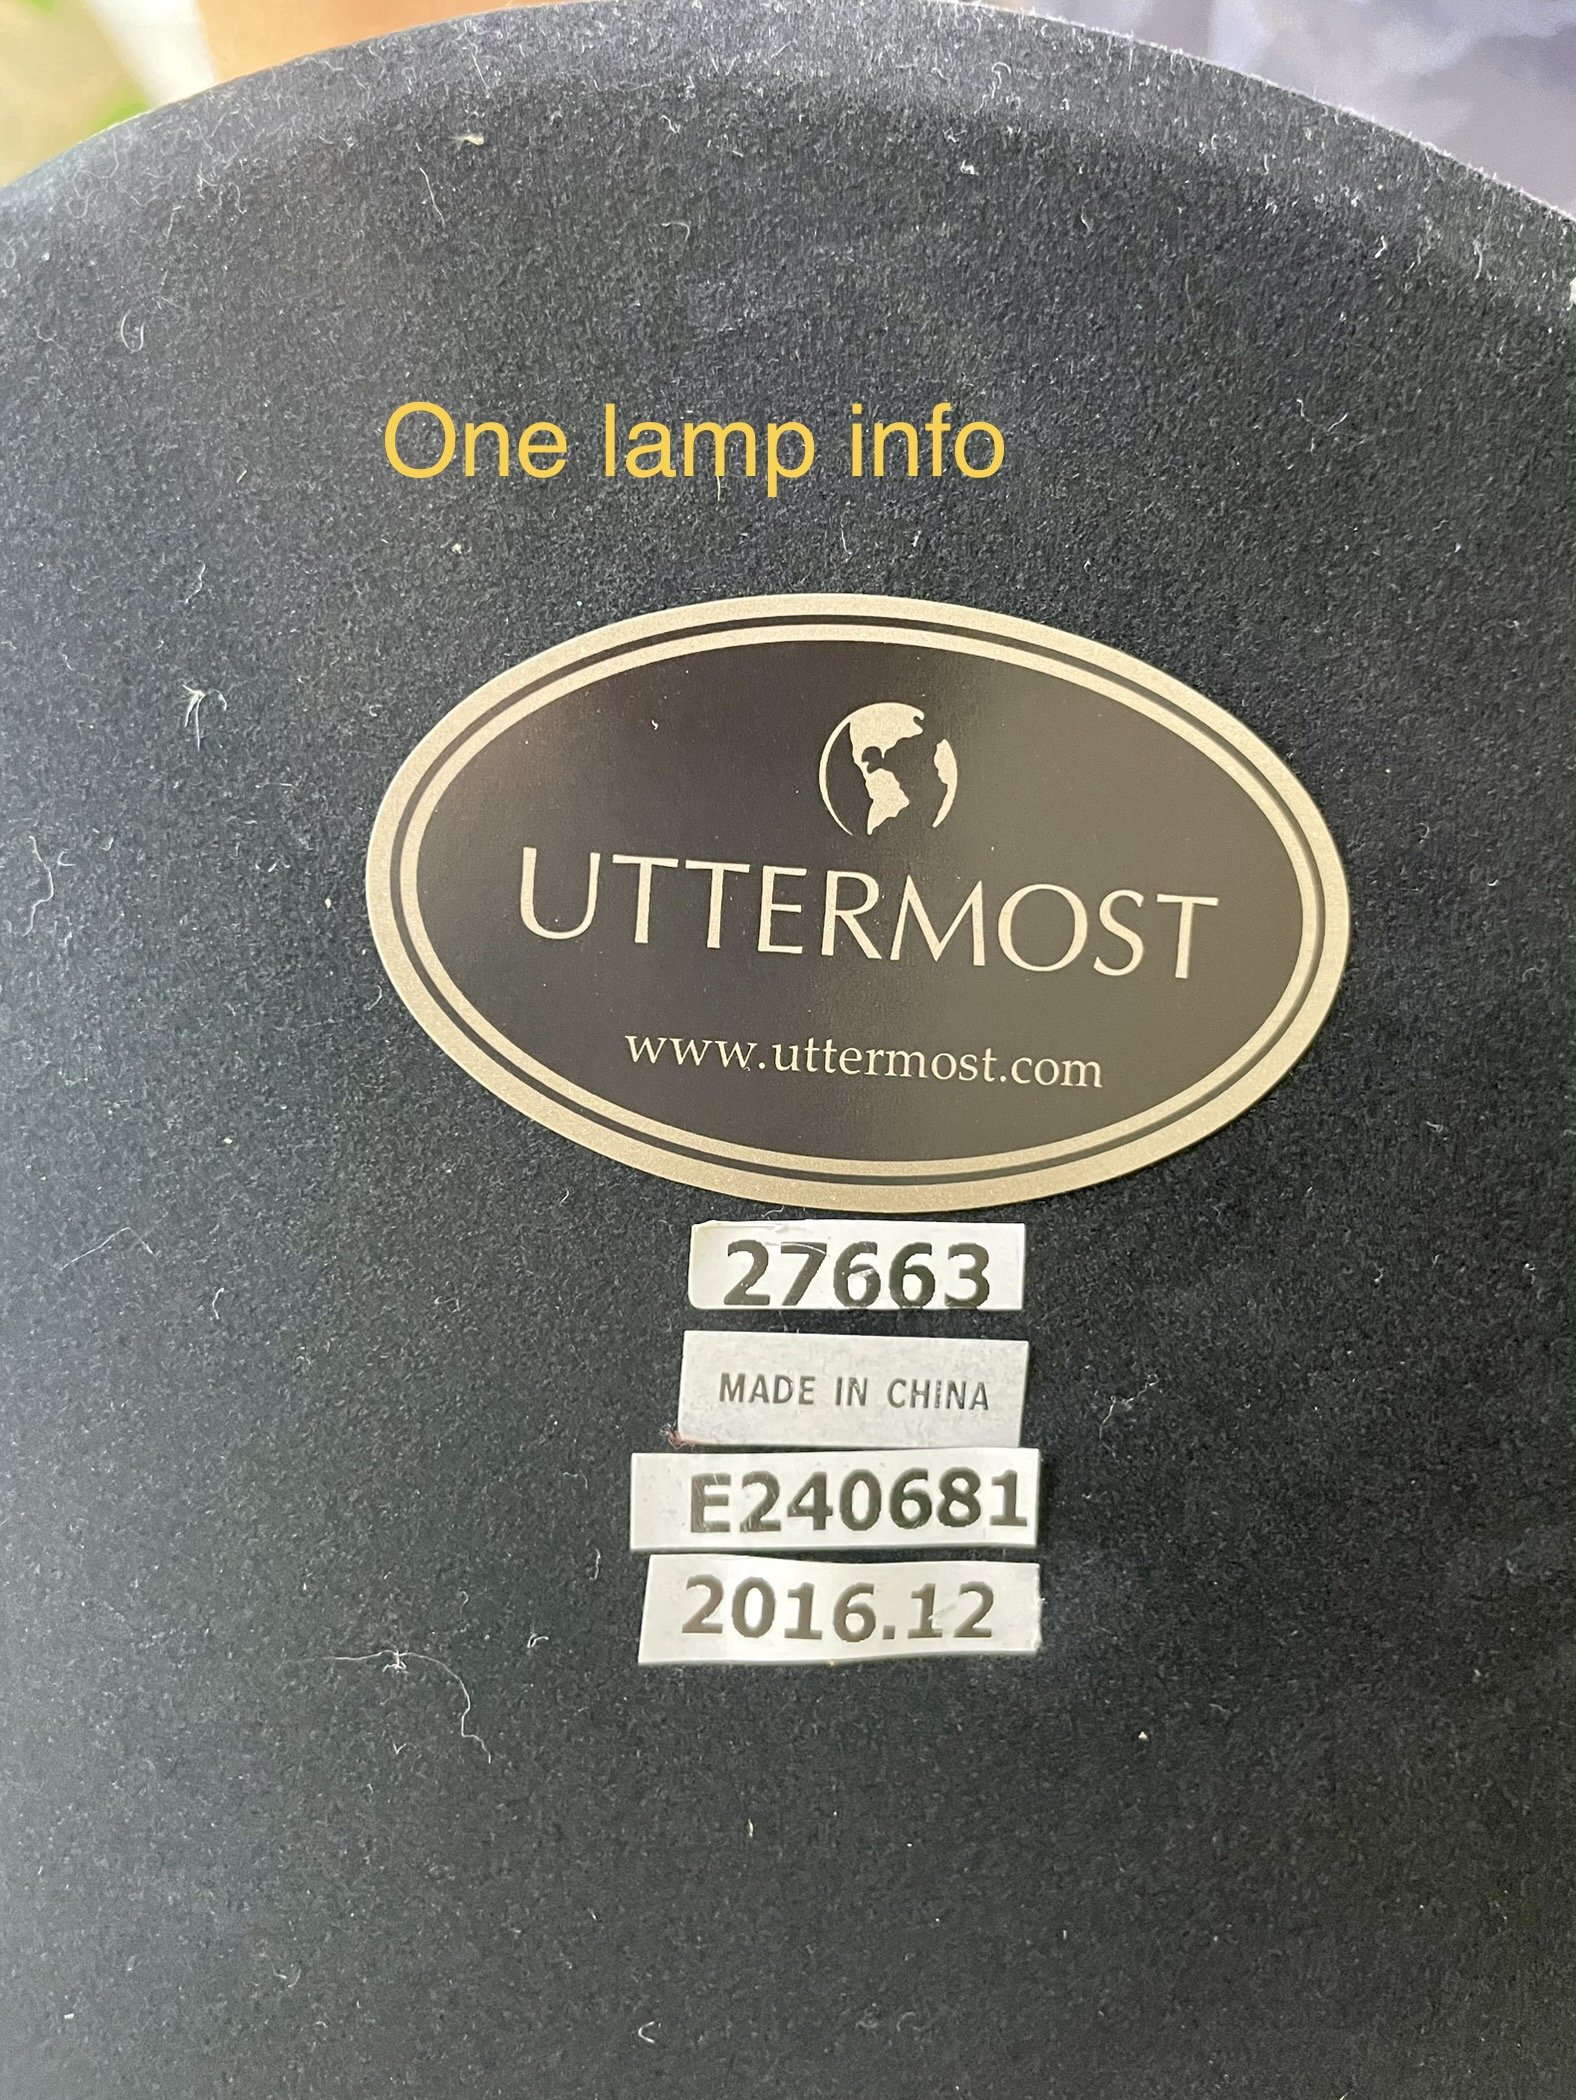 One lamp info
UTTERMOST
www.uttermost.com
27663
MADE IN CHINA
E240681
2016.12